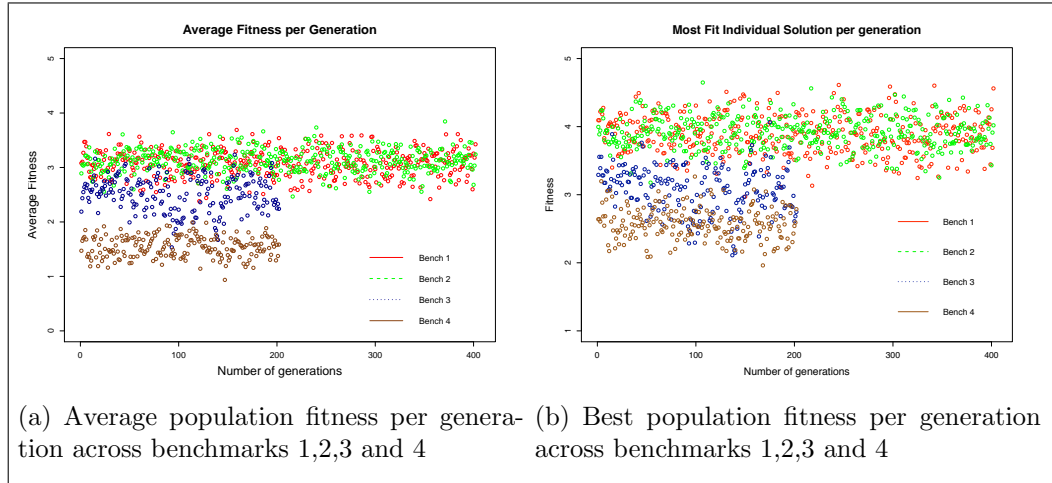 Average Fitness per Generation
Average Fitness
5
4
3
2
1
0
Bench 1
Bench 2
Bench 3
Bench 4
0 100 200 300 400
Number of generations
Most Fit Individual Solution per generation
Fitness
5
4
3
2
1
Bench 1
Bench 2
Bench 3
Bench 4
0 100 200 300 400
Number of generations
(a) Average population fitness per genera-
tion across benchmarks 1,2,3 and 4
(b) Best population fitness per generation
across benchmarks 1,2,3 and 4